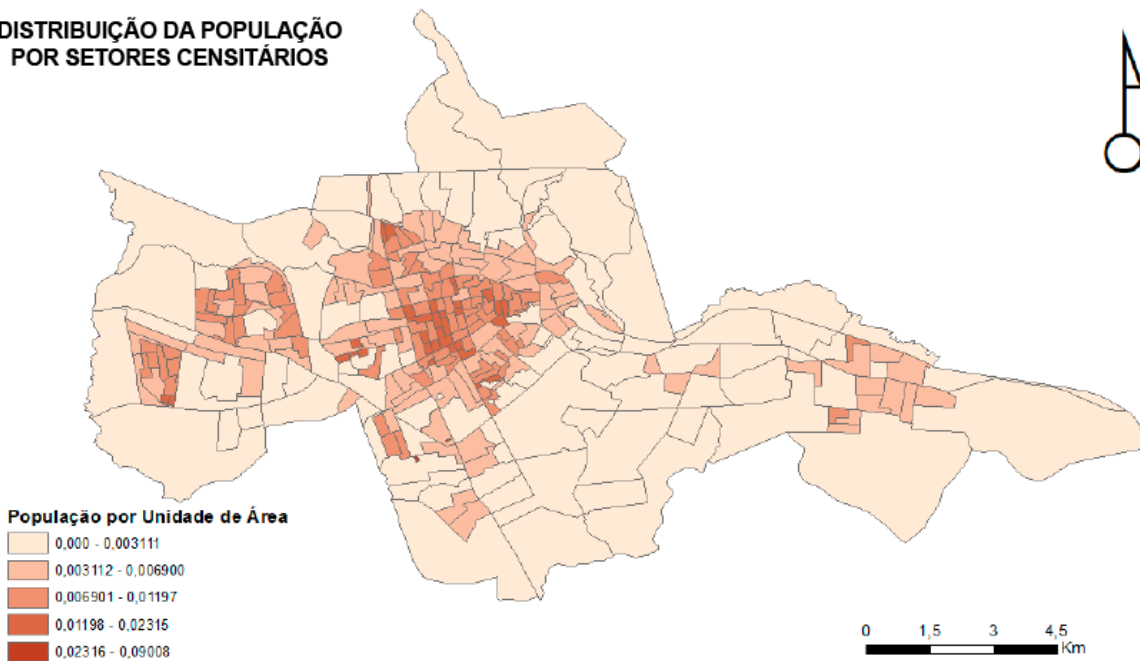 DISTRIBUIÇÃO DA POPULAÇÃO
POR SETORES CENSITÁRIOS
População por Unidade de Área
0,000 - 0,003111
0,003112 - 0,006900
0,006901 - 0,01197
0,01198 - 0,02315
0,02316 - 0,09008
0 1,5 3 4,5
Km